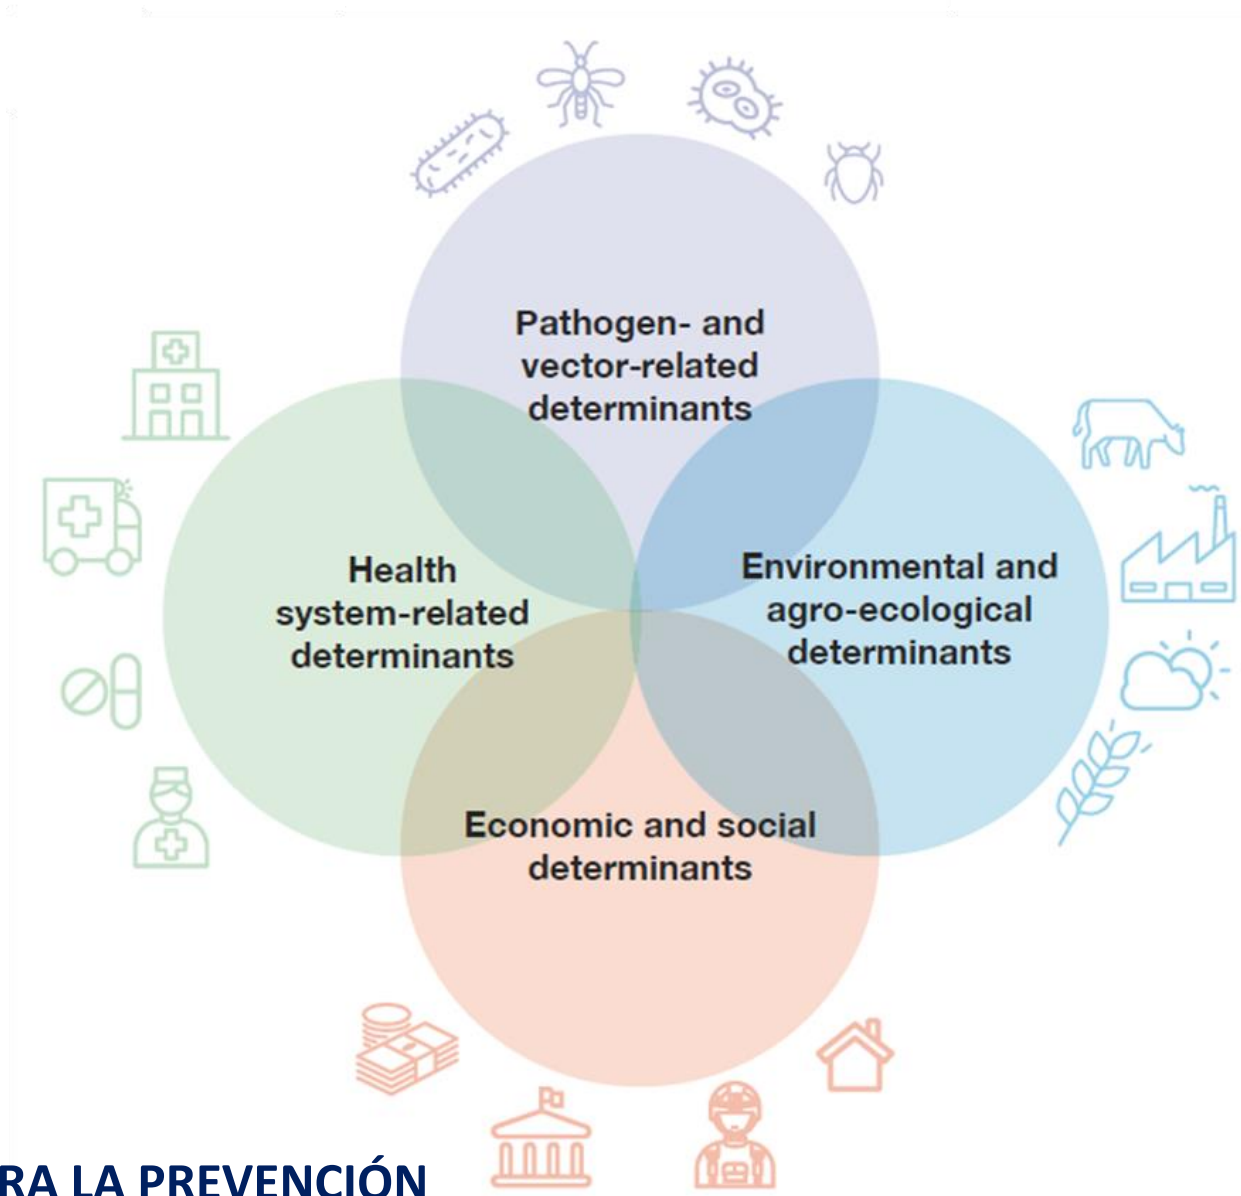 Pathogen- and
vector-related
determinants
Health
system-related
determinants
Environmental and
agro-ecological
determinants
Economic and social
determinants
RA LA PREVENCIÓN